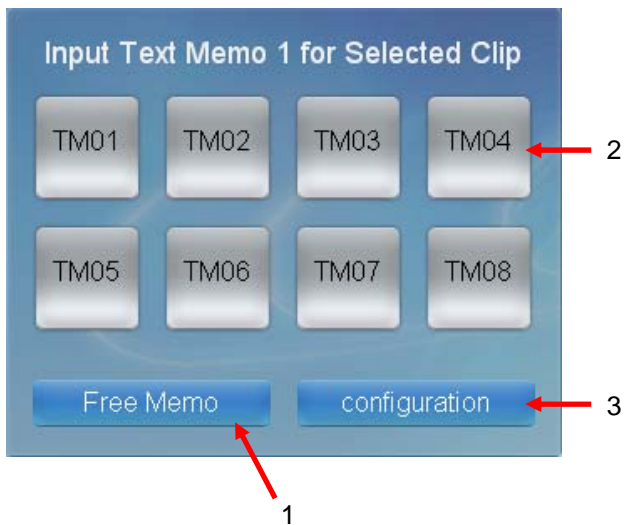 Input Text Memo 1 for Selected Clip
TM01 TM02 TM03 TM04 2
TM05 TM06 TM07 TM08
Free Memo configuration 3
1